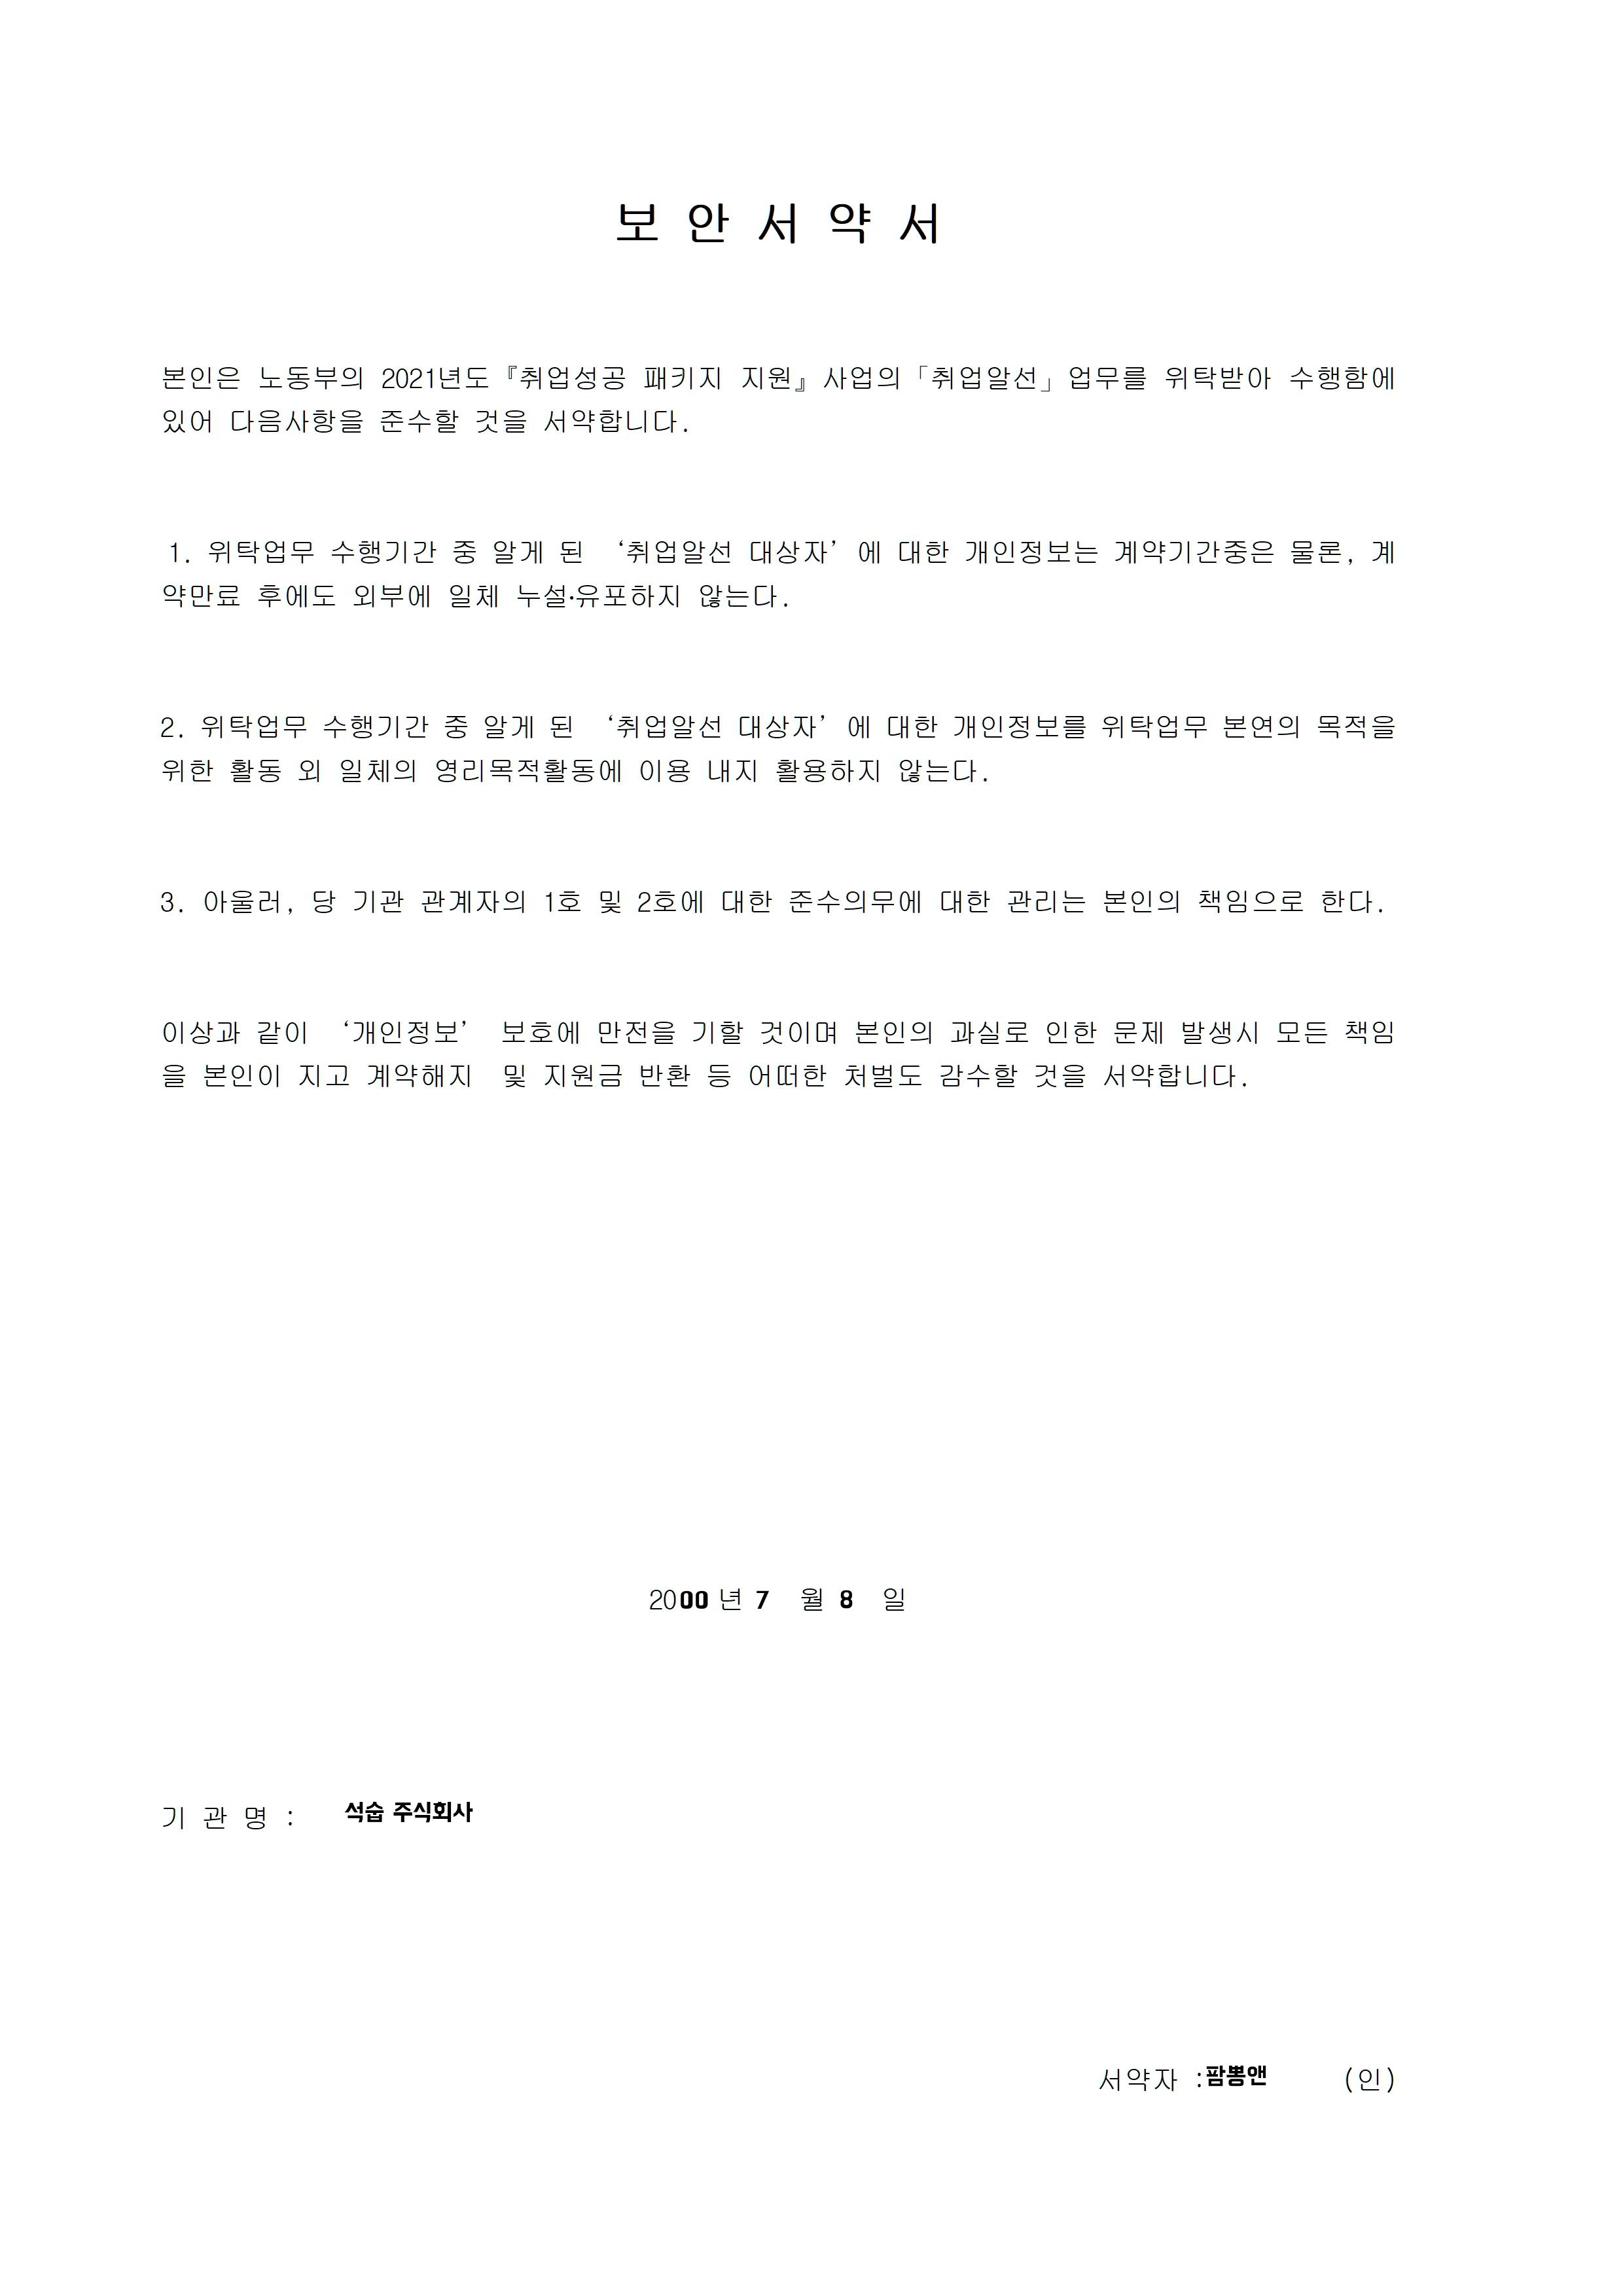 보 안 서 약 서
본인은 노동부의 2021년도『취업성공 패키지 지원』사업의「취업알선」업무를 위탁받아 수행함에
있어 다음사항을 준수할 것을 서약합니다.
1. 위탁업무 수행기간 중 알게 된 ‘취업알선 대상자’에 대한 개인정보는 계약기간중은 물론, 계
약만료 후에도 외부에 일체 누설·유포하지 않는다.
2. 위탁업무 수행기간 중 알게 된 ‘취업알선 대상자’에 대한 개인정보를 위탁업무 본연의 목적을
위한 활동 외 일체의 영리목적활동에 이용 내지 활용하지 않는다.
3. 아울러, 당 기관 관계자의 1호 및 2호에 대한 준수의무에 대한 관리는 본인의 책임으로 한다.
이상과 같이 ‘개인정보’ 보호에 만전을 기할 것이며 본인의 과실로 인한 문제 발생시 모든 책임
을 본인이 지고 계약해지 및 지원금 반환 등 어떠한 처벌도 감수할 것을 서약합니다.
2000 년 7 월 8 일
기 관 명 : 석숩 주식회사
서약자 :팜뽕앤 (인)